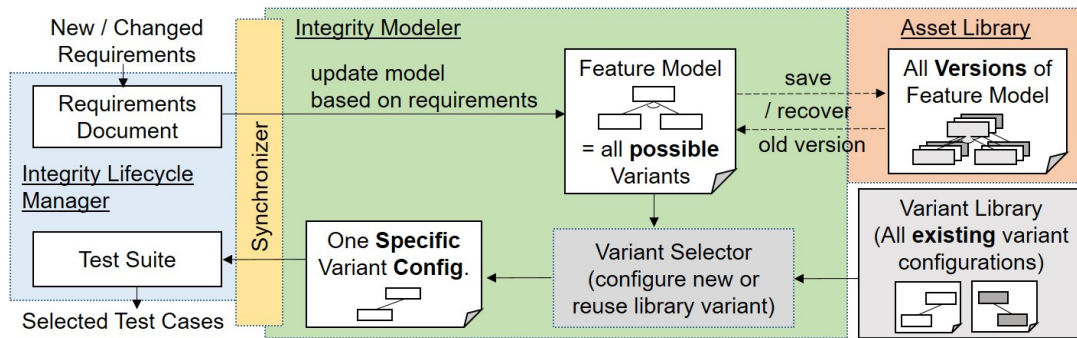 New / Changed
Requirements
Requirements
Document
Integrity Lifecycle
Manager
Test Suite
Selected Test Cases
Synchronizer
Integrity Modeler
update model
based on requirements
Feature Model
= all possible
Variants
save
/ recover
old version
One Specific
Variant Config.
Variant Selector
(configure new or
reuse library variant)
Asset Library
All Versions of
Feature Model
Variant Library
(All existing variant
configurations)